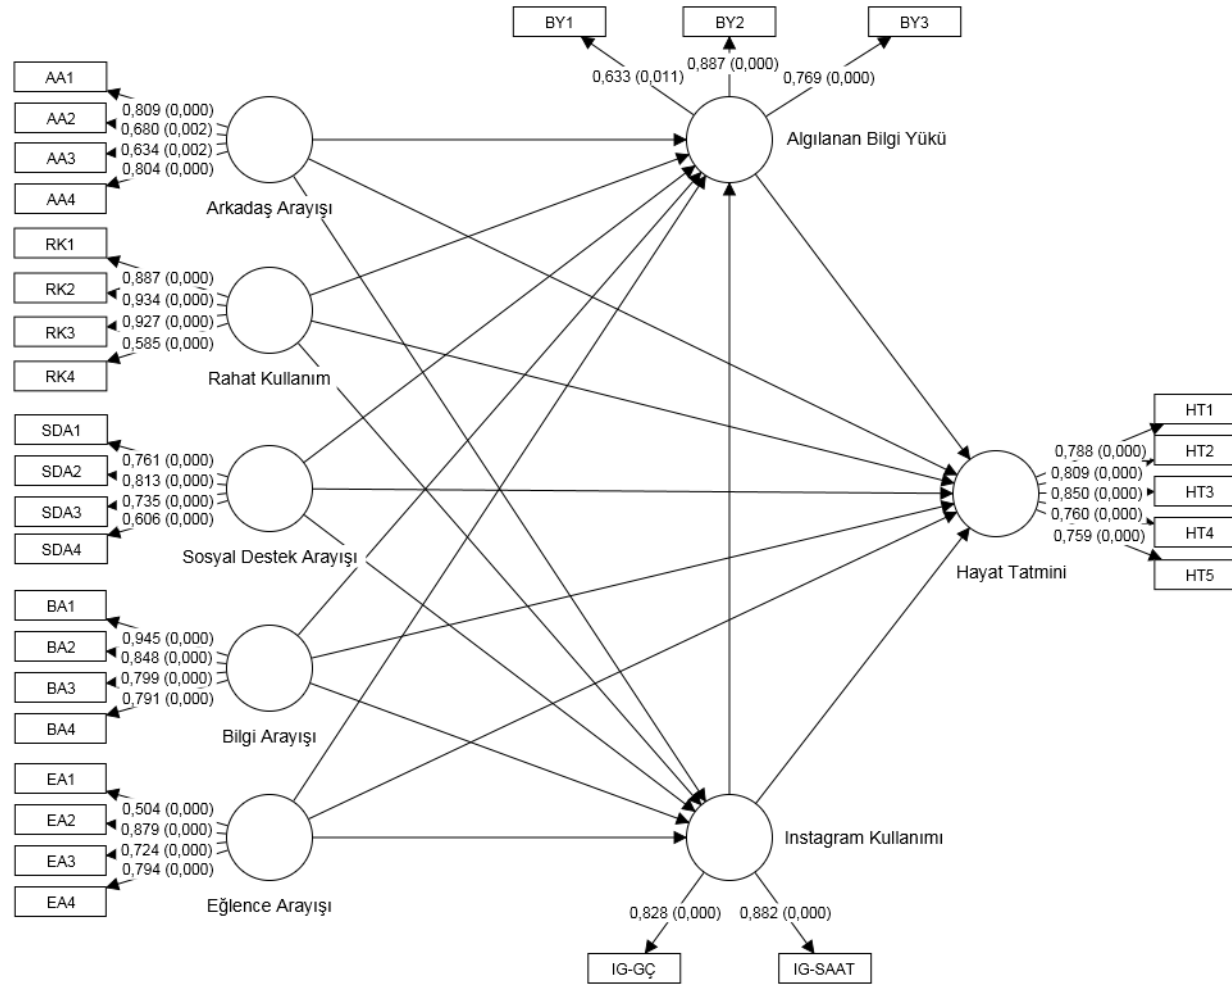 BY1
BY2
BY3
0,633 (0,011)
0,887 (0,000)
0,769 (0,000)
Algılanan Bilgi Yükü
AA1
AA2
AA3
AA4
0,809 (0,000)
0,680 (0,002)
0,634 (0,002)
0,804 (0,000)
Arkadaş Arayışı
RK1
RK2
RK3
RK4
0,887 (0,000)
0,934 (0,000)
0,927 (0,000)
0,585 (0,000)
Rahat Kullanım
SDA1
SDA2
SDA3
SDA4
0,761 (0,000)
0,813 (0,000)
0,735 (0,000)
0,606 (0,000)
Sosyal Destek Arayışı
HT1
HT2
HT3
HT4
HT5
0,788 (0,000)
0,809 (0,000)
0,850 (0,000)
0,760 (0,000)
0,759 (0,000)
Hayat Tatmini
BA1
BA2
BA3
BA4
0,945 (0,000)
0,848 (0,000)
0,799 (0,000)
0,791 (0,000)
Bilgi Arayışı
EA1
EA2
EA3
EA4
0,504 (0,000)
0,879 (0,000)
0,724 (0,000)
0,794 (0,000)
Eğlence Arayışı
Instagram Kullanımı
0,828 (0,000)
0,882 (0,000)
IG-GÇ
IG-SAAT